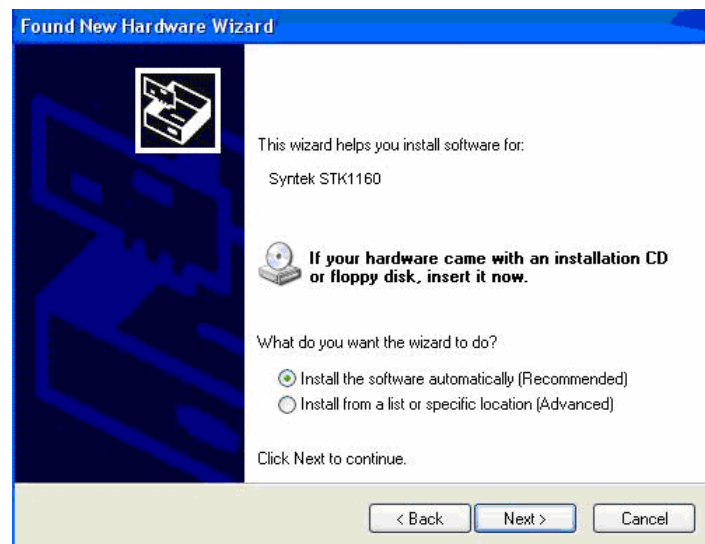 Found New Hardware Wizard
This wizard helps you install software for:
Syntek STK1160
If your hardware came with an installation CD
or floppy disk, insert it now.
What do you want the wizard to do?
Install the software automatically (Recommended)
Install from a list or specific location (Advanced)
Click Next to continue.
< Back Next > Cancel